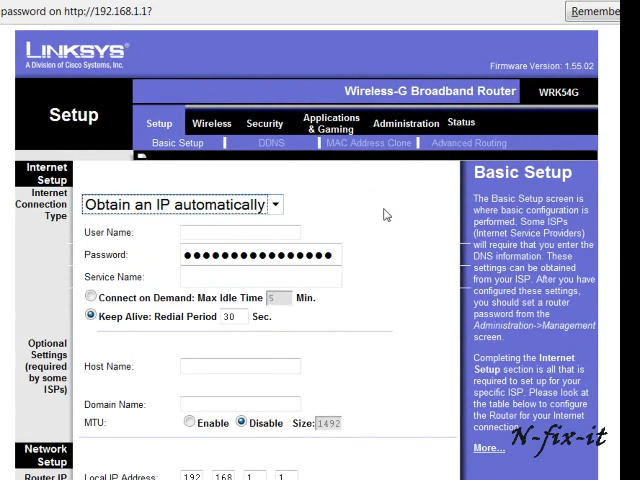 password on http://192.168.1.1?
Remembe
LINKSYS®
A Division of Cisco Systems, Inc.
Firmware Version: 1.55.02
Wireless-G Broadband Router
WRK54G
Setup
Setup
Wireless
Security
Applications & Gaming
Administration
Status
Basic Setup
DDNS
MAC Address Clone
Advanced Routing
Internet Setup
Internet Connection Type
Obtain an IP automatically
User Name:
Password:
Service Name:
Connect on Demand: Max Idle Time 5 Min.
Keep Alive: Redial Period 30 Sec.
Optional Settings (required by some ISPs)
Host Name:
Domain Name:
MTU: Enable Disable Size: 1492
Network Setup
Router IP
Local IP Address: 192 168 1 1
Basic Setup
The Basic Setup screen is
where basic configuration is
performed. Some ISPs
(Internet Service Providers)
will require that you enter the
DNS information. These
settings can be obtained
from your ISP. After you have
configured these settings,
you should set a router
password from the
Administration->Management
screen.
Completing the Internet
Setup section is all that is
required to set up for your
specific ISP. Please look at
the table below to configure
the Router for your Internet
connection.
More...
N-fix-it